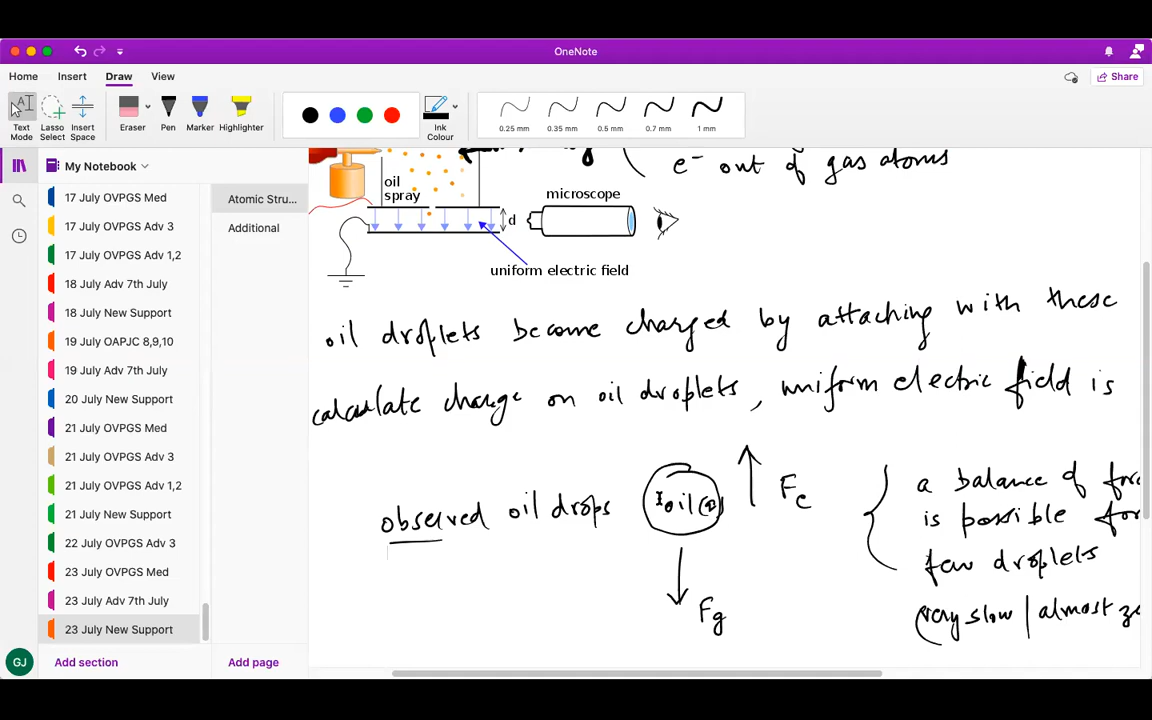 OneNote
Home Insert Draw View
Share
Text Mode
Lasso Select
Insert Space
Eraser
Pen
Marker
Highlighter
Ink Colour
0.25 mm
0.35 mm
0.5 mm
0.7 mm
1 mm
My Notebook
17 July OVPGS Med
17 July OVPGS Adv 3
17 July OVPGS Adv 1,2
18 July Adv 7th July
18 July New Support
19 July OAPJC 8,9,10
19 July Adv 7th July
20 July New Support
21 July OVPGS Med
21 July OVPGS Adv 3
21 July OVPGS Adv 1,2
21 July New Support
22 July OVPGS Adv 3
23 July OVPGS Med
23 July Adv 7th July
23 July New Support
Add section
GJ
Atomic Stru...
Additional
Add page
e⁻ out of gas atoms
oil spray
microscope
d
uniform electric field
oil droplets become charged by attaching with these
calculate charge on oil droplets, uniform electric field is
observed oil drops
oil
Fe
Fg
a balance of for
is possible for
few droplets
(very slow | almost ze